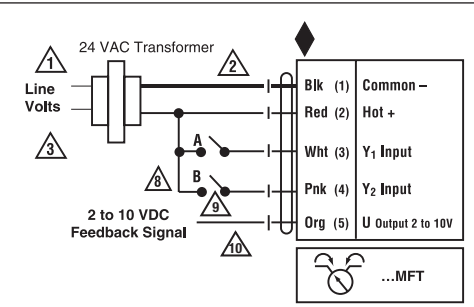 24 VAC Transformer
1
2
Line
Volts
3
Blk (1) Common –
Red (2) Hot +
A
Wht (3) Y1 Input
8
B
9
Pnk (4) Y2 Input
2 to 10 VDC
Feedback Signal
10
Org (5) U Output 2 to 10V
...MFT